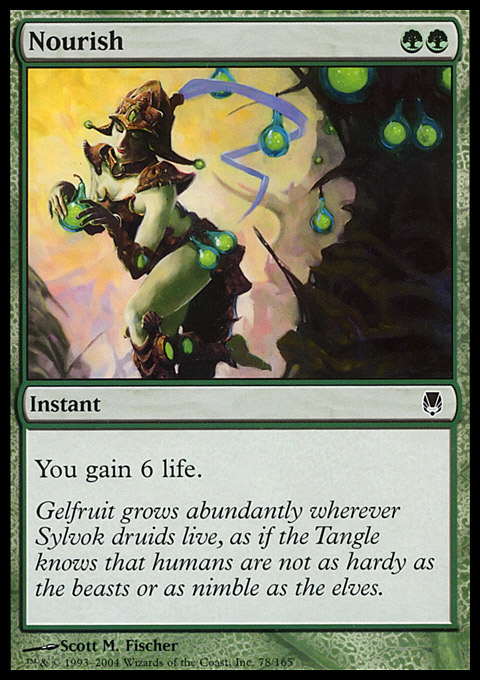 Nourish
Instant
You gain 6 life.
Gelfruit grows abundantly wherever
Sylvok druids live, as if the Tangle
knows that humans are not as hardy as
the beasts or as nimble as the elves.
Scott M. Fischer
™ & © 1993–2004 Wizards of the Coast, Inc. 78/165